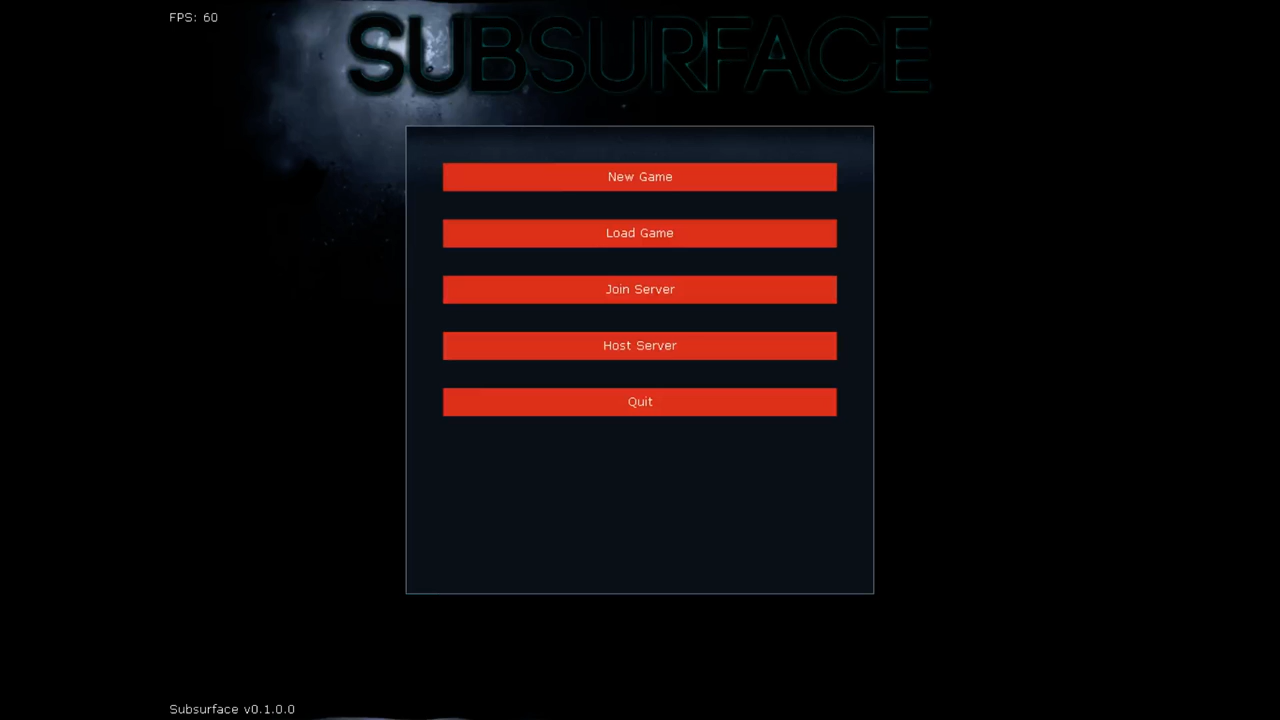 FPS: 60
SUBSURFACE
New Game
Load Game
Join Server
Host Server
Quit
Subsurface v0.1.0.0